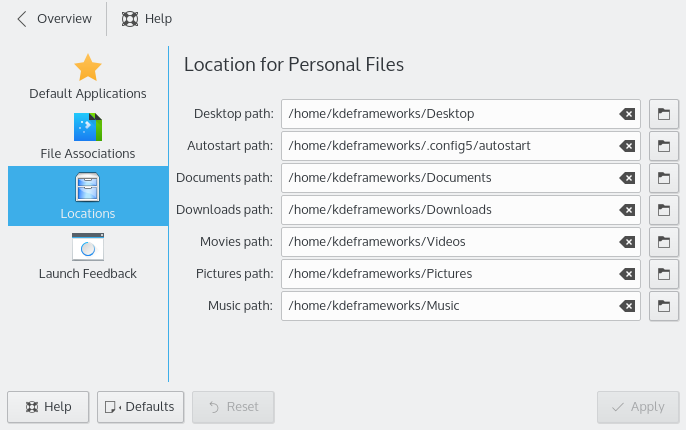 Overview
Help
Default Applications
File Associations
Locations
Launch Feedback
Location for Personal Files
Desktop path: /home/kdeframeworks/Desktop
Autostart path: /home/kdeframeworks/.config5/autostart
Documents path: /home/kdeframeworks/Documents
Downloads path: /home/kdeframeworks/Downloads
Movies path: /home/kdeframeworks/Videos
Pictures path: /home/kdeframeworks/Pictures
Music path: /home/kdeframeworks/Music
Help
Defaults
Reset
Apply